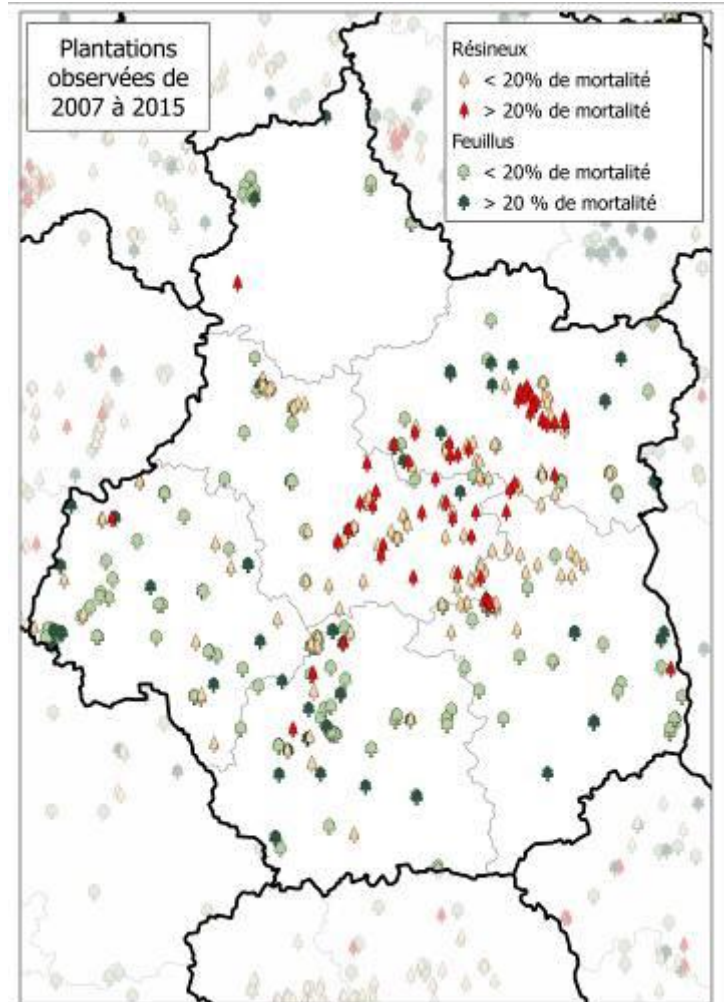 Plantations
observées de
2007 à 2015
Résineux
< 20% de mortalité
> 20% de mortalité
Feuillus
< 20% de mortalité
> 20 % de mortalité